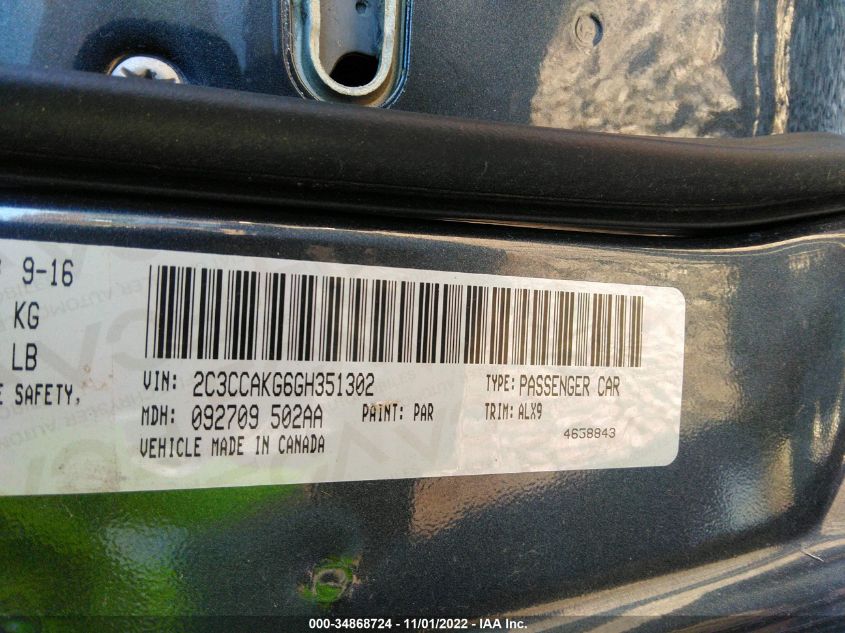 9-16
KG
LB
SAFETY,
VIN: 2C3CCAKG6GH351302 TYPE: PASSENGER CAR
MDH: 092709 502AA PAINT: PAR TRIM: ALX9
VEHICLE MADE IN CANADA 4658843
000-34868724 - 11/01/2022 - IAA Inc.